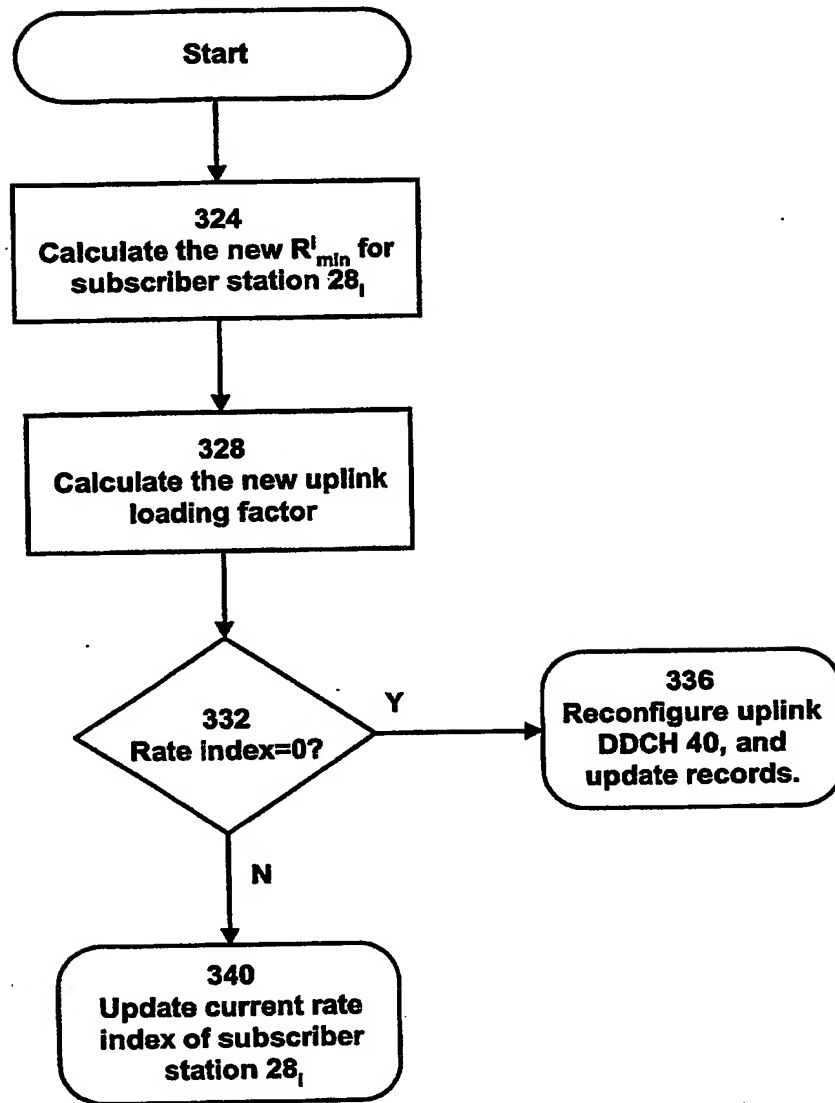 Start
324
Calculate the new R^i_min for
subscriber station 28_i
328
Calculate the new uplink
loading factor
332
Rate index=0?
Y
336
Reconfigure uplink
DDCH 40, and
update records.
N
340
Update current rate
index of subscriber
station 28_i